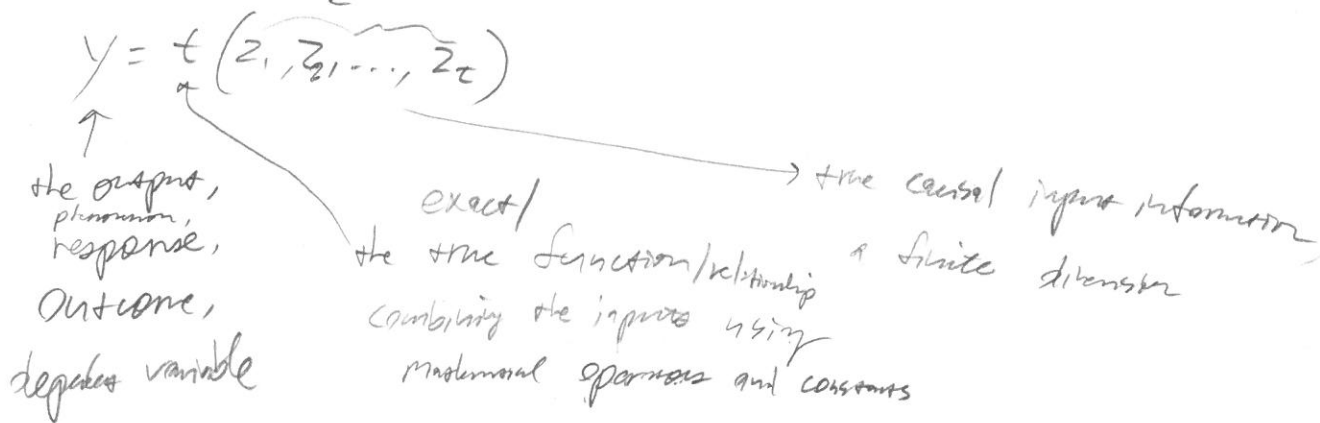 y = t(z1, z2, ..., zt)
the output,
phenomenon,
response,
outcome,
dependent variable
exact/
the true function/relationship
combining the inputs using
mathematical operators and constants
true causal input information,
a finite dimension